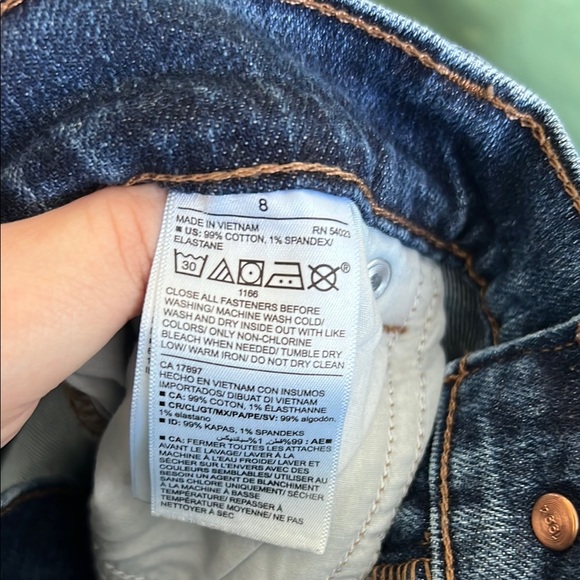 8
MADE IN VIETNAM RN 54023
■ US: 99% COTTON, 1% SPANDEX/
ELASTANE
30 ®
1166
CLOSE ALL FASTENERS BEFORE
WASHING/ MACHINE WASH COLD/
WASH AND DRY INSIDE OUT WITH LIKE
COLORS/ ONLY NON-CHLORINE
BLEACH WHEN NEEDED/ TUMBLE DRY
LOW/ WARM IRON/ DO NOT DRY CLEAN
CA 17897
HECHO EN VIETNAM CON INSUMOS
IMPORTADOS/ DIBUAT DI VIETNAM
■ CA: 99% COTON, 1% ÉLASTHANNE
■ CR/CL/GT/MX/PA/PE/SV: 99% algodón,
1% elastano
■ ID: 99% KAPAS, 1% SPANDEKS
■ AE: 99% قطن, 1% سباندكس
■ CA: FERMER TOUTES LES ATTACHES
AVANT LE LAVAGE/ LAVER ET
MACHINE À L'EAU FROIDE/ LAVER ET
SÉCHER SUR L'ENVERS AVEC DES
COULEURS SEMBLABLES/ UTILISER AU
BESOIN UN AGENT DE BLANCHIMENT
SANS CHLORE UNIQUEMENT/ SÉCHER
À LA MACHINE À BASSE
TEMPÉRATURE/ REPASSER À
TEMPÉRATURE MOYENNE/ NE PAS
NETTOYER À SEC